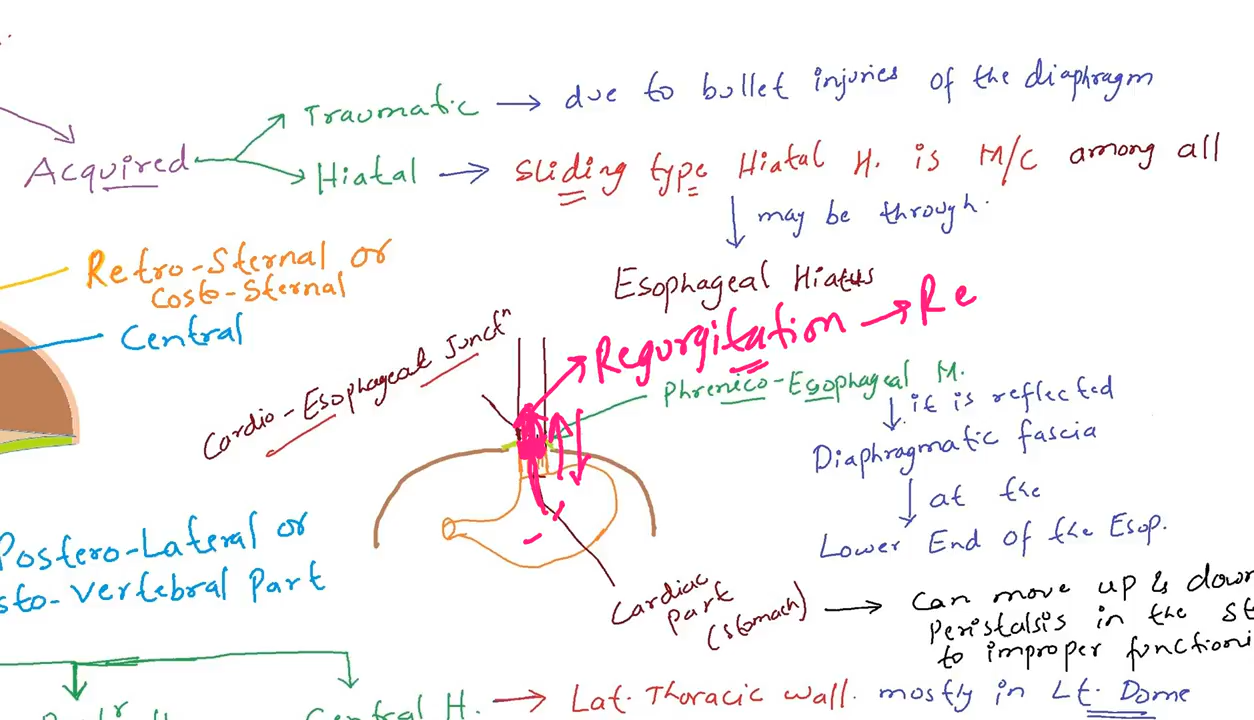 Traumatic → due to bullet injuries of the diaphragm
Acquired
Hiatal → Sliding type Hiatal H. is M/C among all
may be through.
Retro-Sternal or
Costo-Sternal
Esophageal Hiatus
Central
Regurgitation → Re
Cardio-Esophageal Junctⁿ
Phrenico-Esophageal M.
it is reflected
Diaphragmatic fascia
at the
Lower End of the Esop.
Postero-Lateral or
sto-Vertebral Part
Cardiac
Part
(stomach)
→ can move up & down
Peristalsis in the st
to improper functioni
Central H. → Lat. Thoracic wall. mostly in Lt. Dome